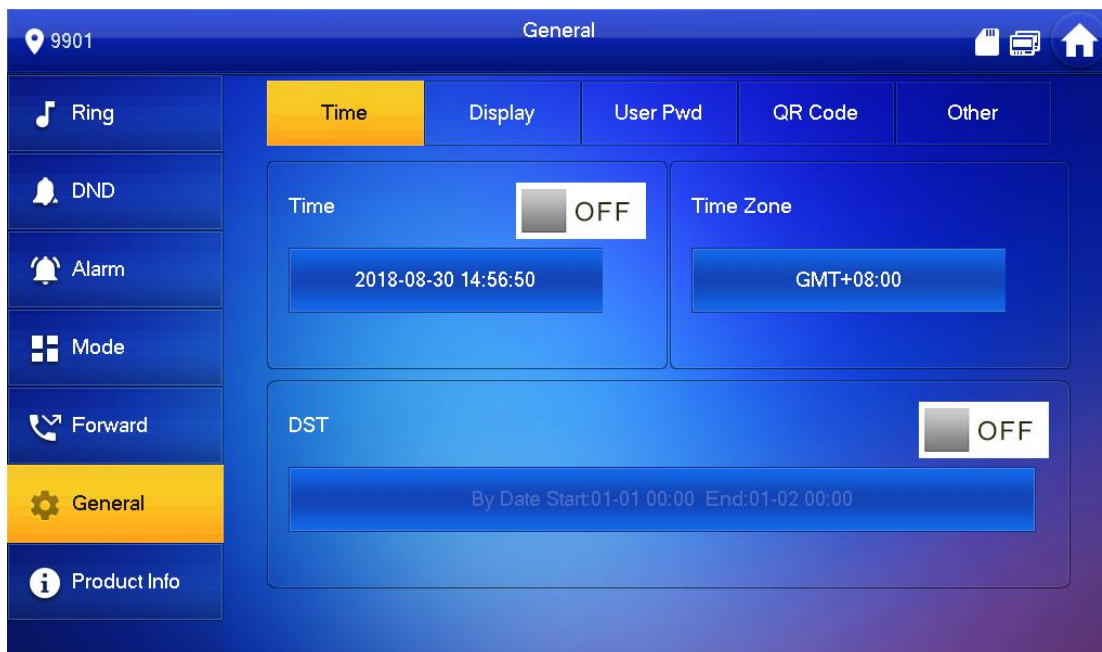 9901
General
Ring
DND
Alarm
Mode
Forward
General
Product Info
Time
Display
User Pwd
QR Code
Other
Time
OFF
2018-08-30 14:56:50
Time Zone
GMT+08:00
DST
OFF
By Date Start:01-01 00:00 End:01-02 00:00